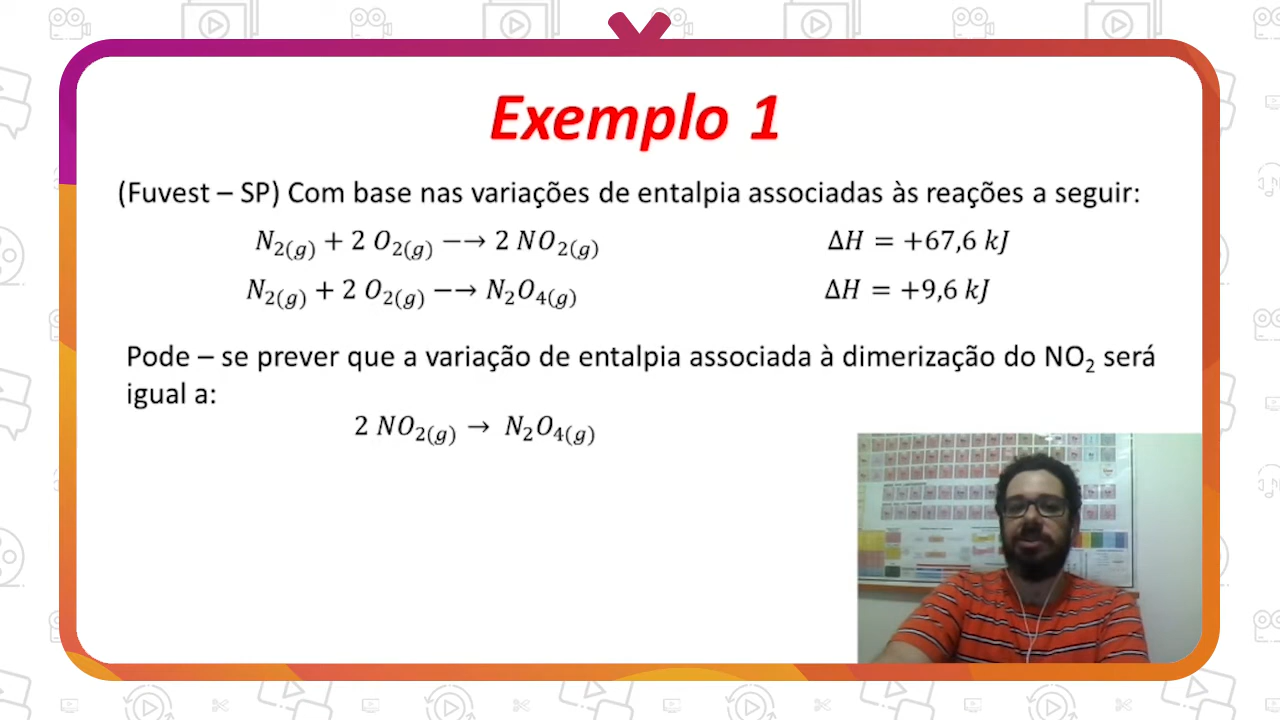 Exemplo 1
(Fuvest – SP) Com base nas variações de entalpia associadas às reações a seguir:
N₂(g) + 2 O₂(g) −→ 2 NO₂(g) ΔH = +67,6 kJ
N₂(g) + 2 O₂(g) −→ N₂O₄(g) ΔH = +9,6 kJ
Pode – se prever que a variação de entalpia associada à dimerização do NO₂ será
igual a:
2 NO₂(g) → N₂O₄(g)